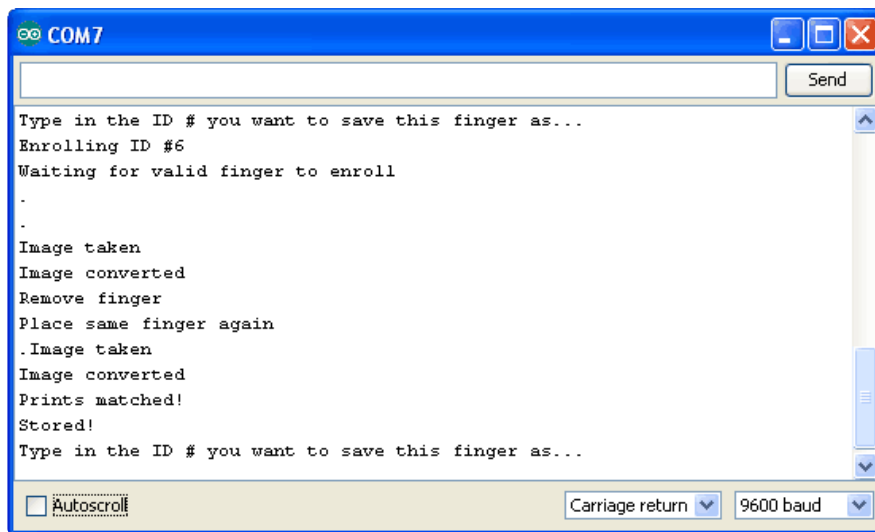 COM7
Send
Type in the ID # you want to save this finger as...
Enrolling ID #6
Waiting for valid finger to enroll
.
.
Image taken
Image converted
Remove finger
Place same finger again
.Image taken
Image converted
Prints matched!
Stored!
Type in the ID # you want to save this finger as...
Autoscroll
Carriage return
9600 baud